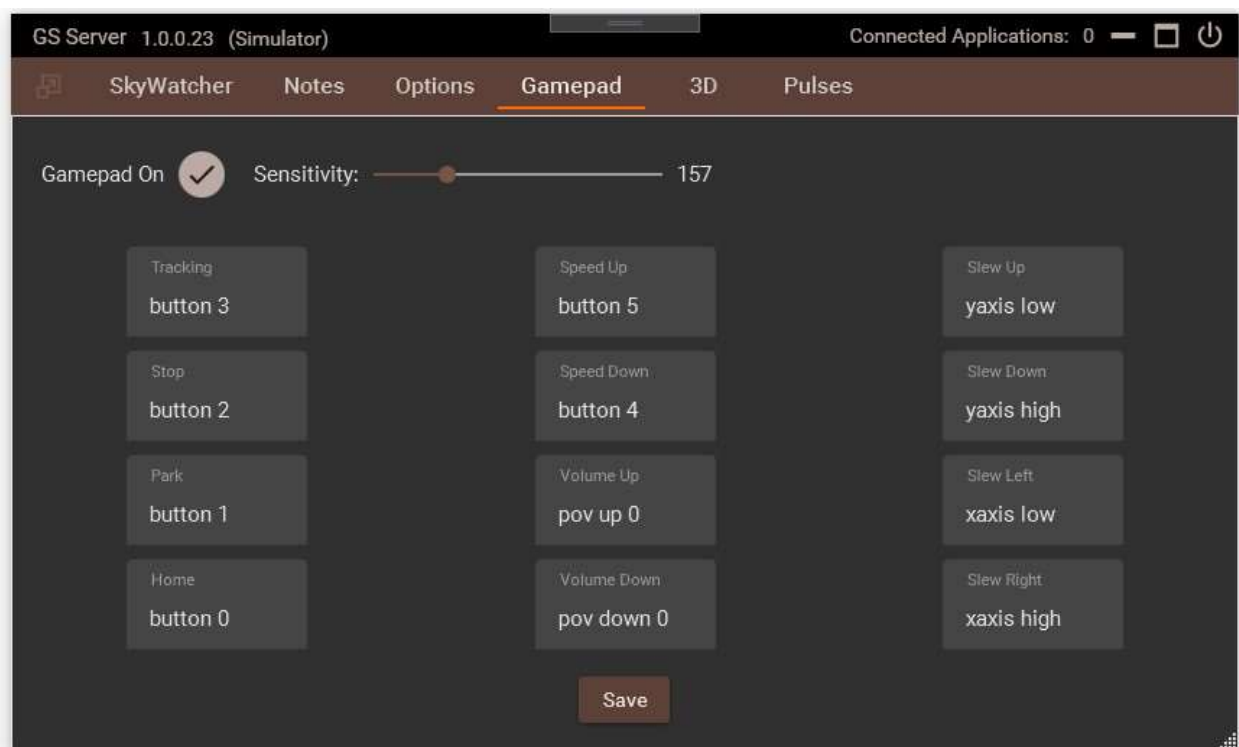 GS Server 1.0.0.23 (Simulator) Connected Applications: 0
SkyWatcher Notes Options Gamepad 3D Pulses
Gamepad On Sensitivity: 157
Tracking Speed Up Slew Up
button 3 button 5 yaxis low
Stop Speed Down Slew Down
button 2 button 4 yaxis high
Park Volume Up Slew Left
button 1 pov up 0 xaxis low
Home Volume Down Slew Right
button 0 pov down 0 xaxis high
Save